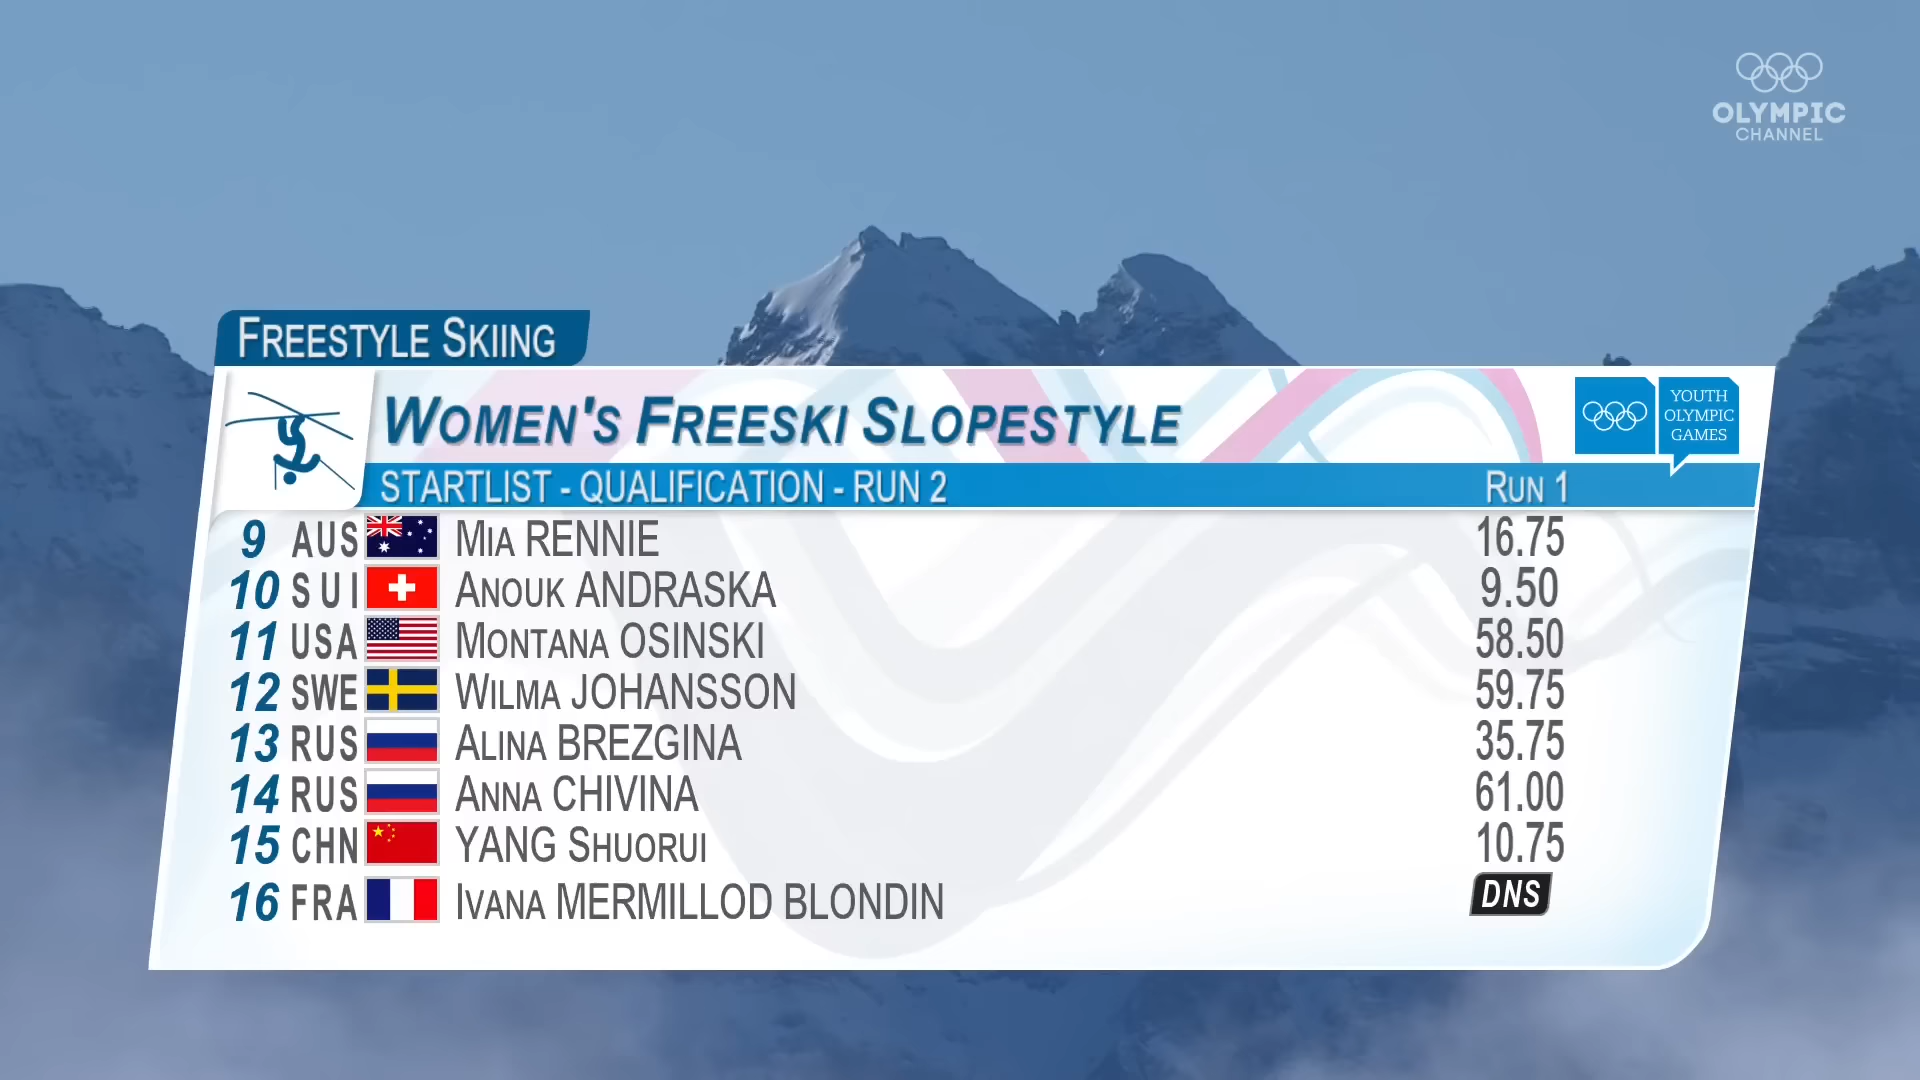 OLYMPIC
CHANNEL
FREESTYLE SKIING
WOMEN'S FREESKI SLOPESTYLE
YOUTH
OLYMPIC
GAMES
STARTLIST - QUALIFICATION - RUN 2 RUN 1
9 AUS MIA RENNIE 16.75
10 SUI ANOUK ANDRASKA 9.50
11 USA MONTANA OSINSKI 58.50
12 SWE WILMA JOHANSSON 59.75
13 RUS ALINA BREZGINA 35.75
14 RUS ANNA CHIVINA 61.00
15 CHN YANG SHUORUI 10.75
16 FRA IVANA MERMILLOD BLONDIN DNS